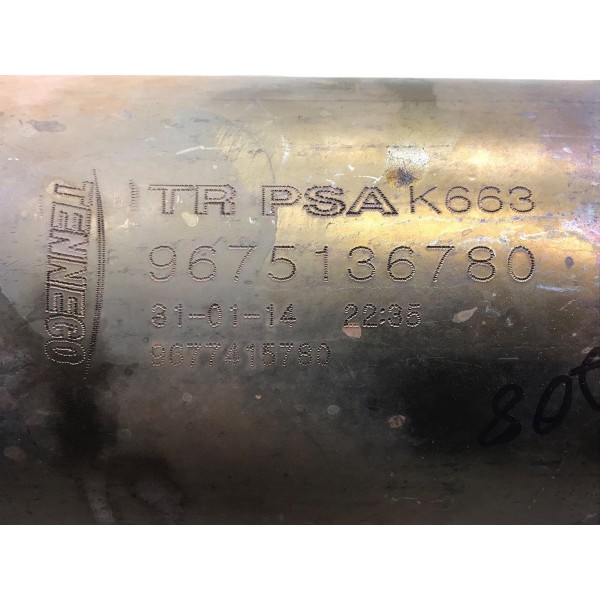 TENNECO
TR PSA K663
9675136780
31-01-14 22:35
9677415780